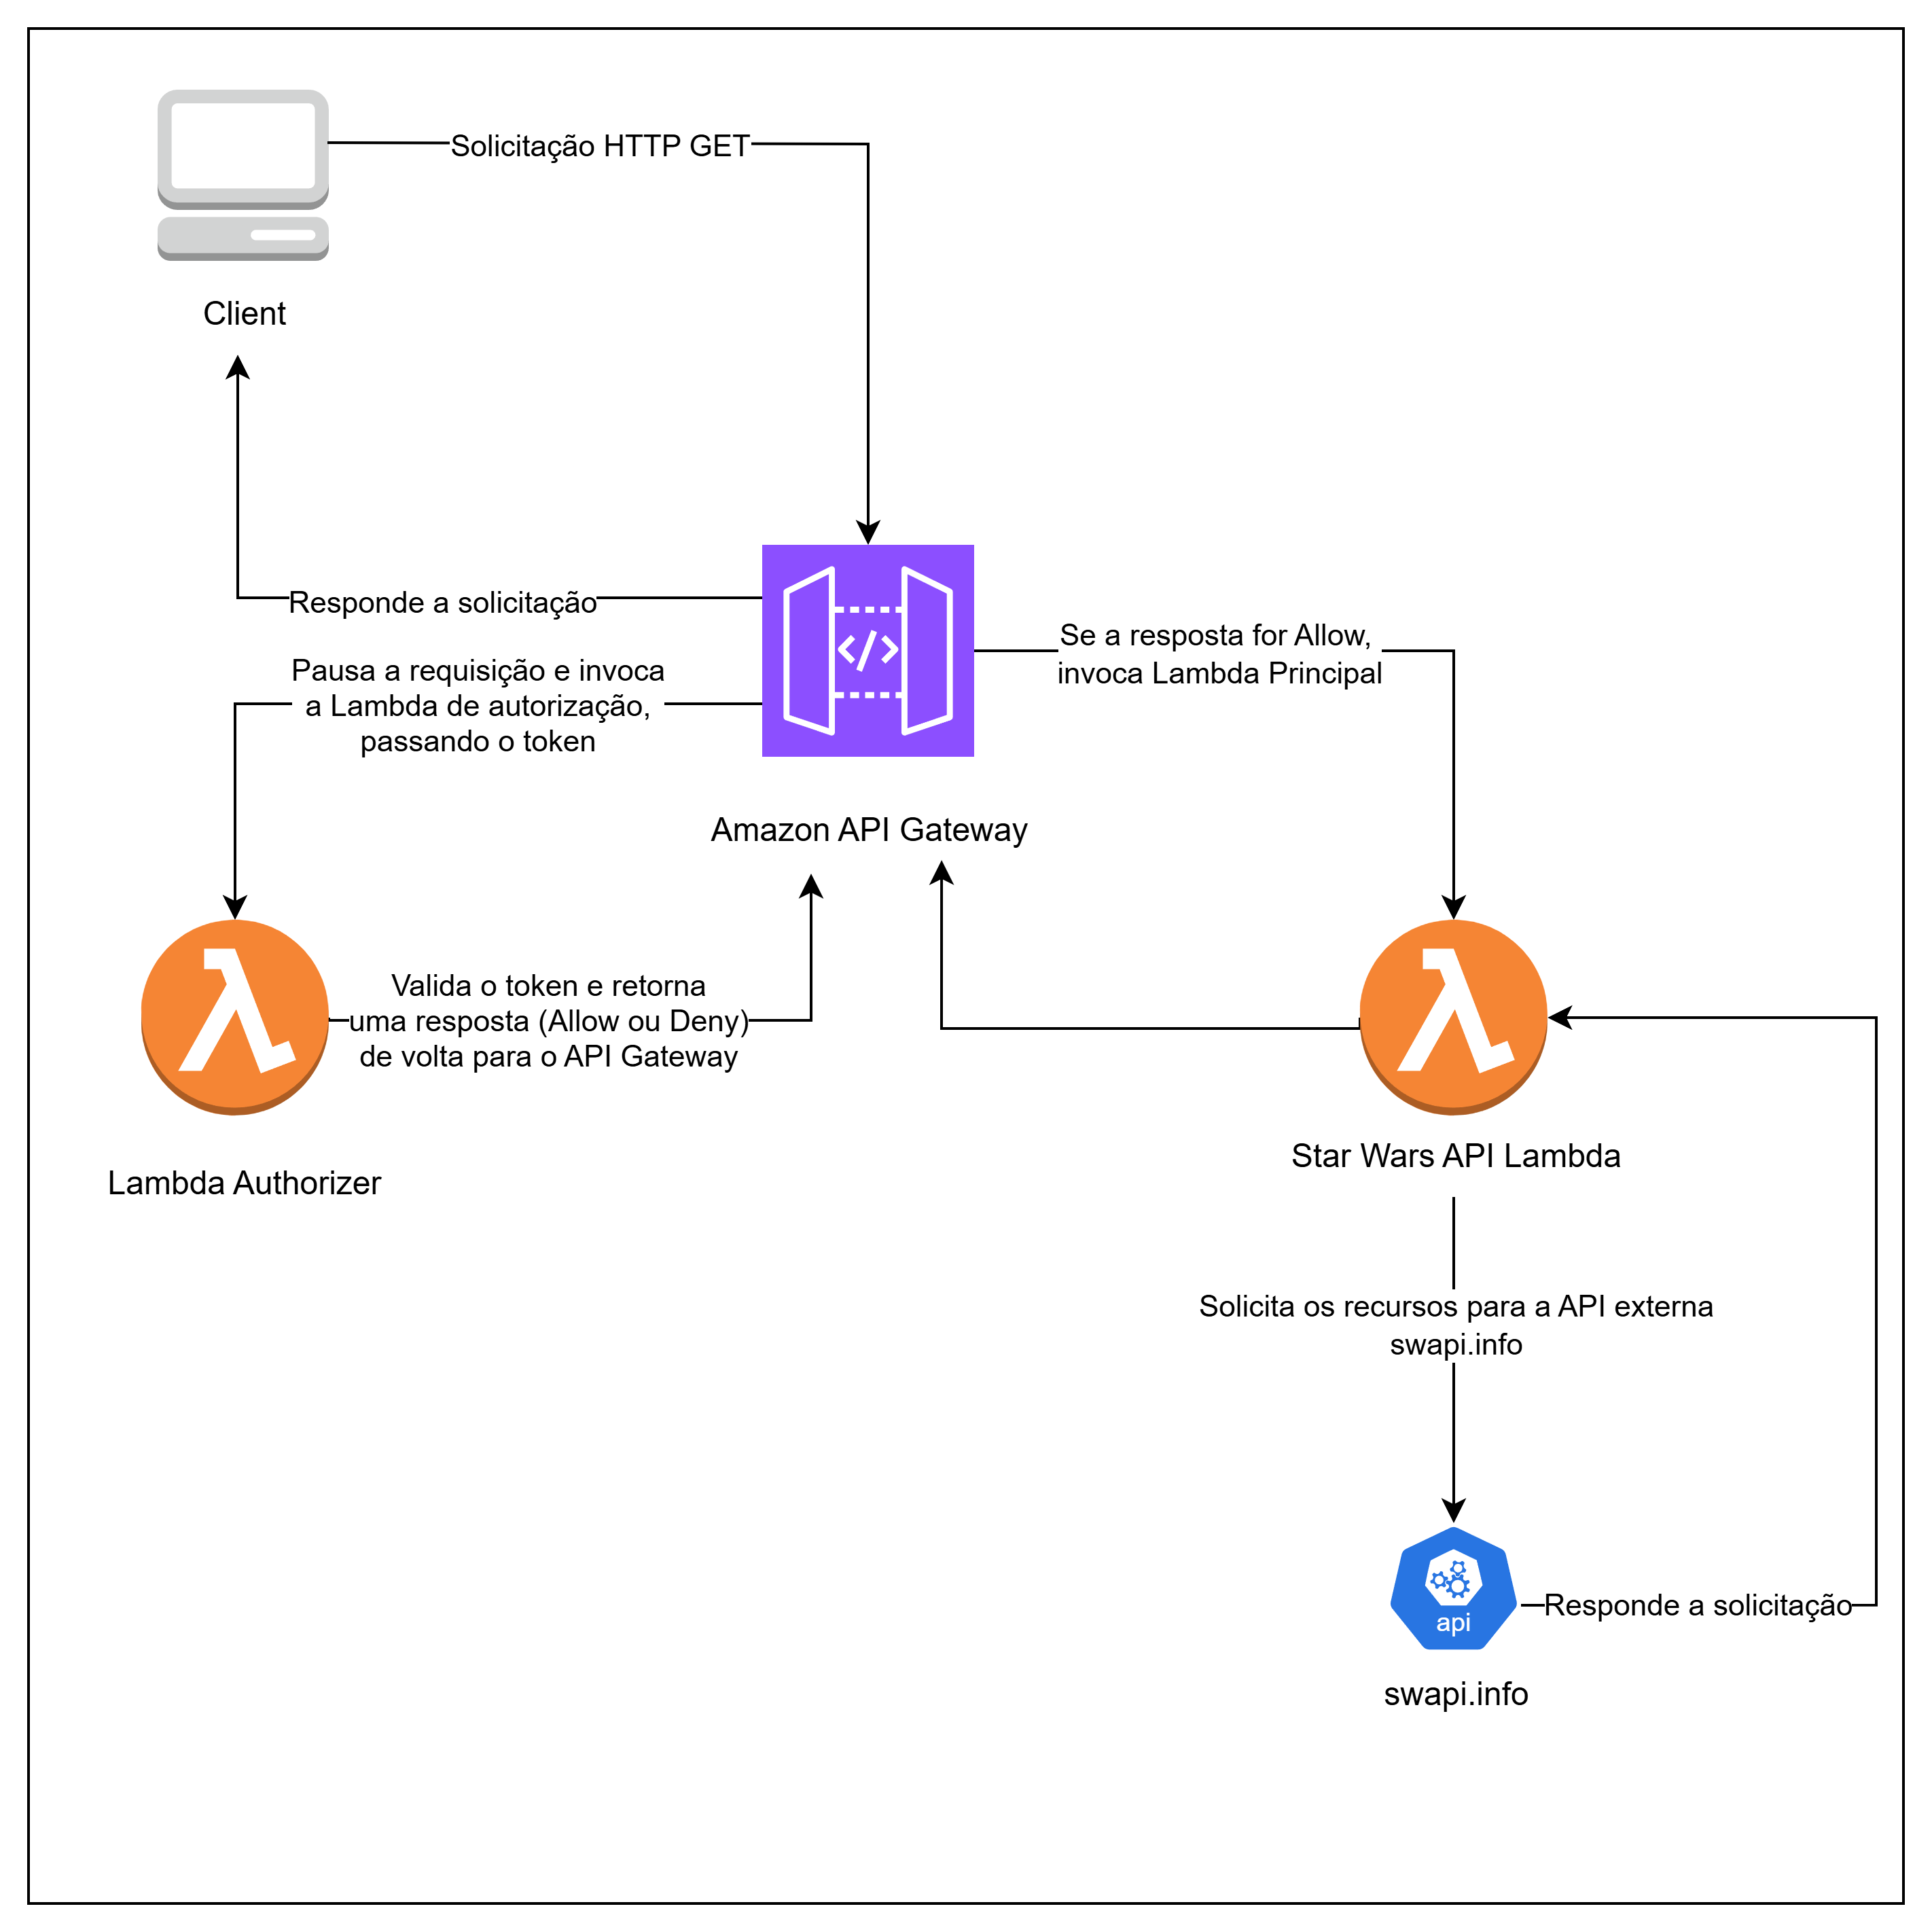 Solicitação HTTP GET
Client
Responde a solicitação
Pausa a requisição e invoca
a Lambda de autorização,
passando o token
Se a resposta for Allow,
invoca Lambda Principal
Amazon API Gateway
Valida o token e retorna
uma resposta (Allow ou Deny)
de volta para o API Gateway
Lambda Authorizer
Star Wars API Lambda
Solicita os recursos para a API externa
swapi.info
api
Responde a solicitação
swapi.info